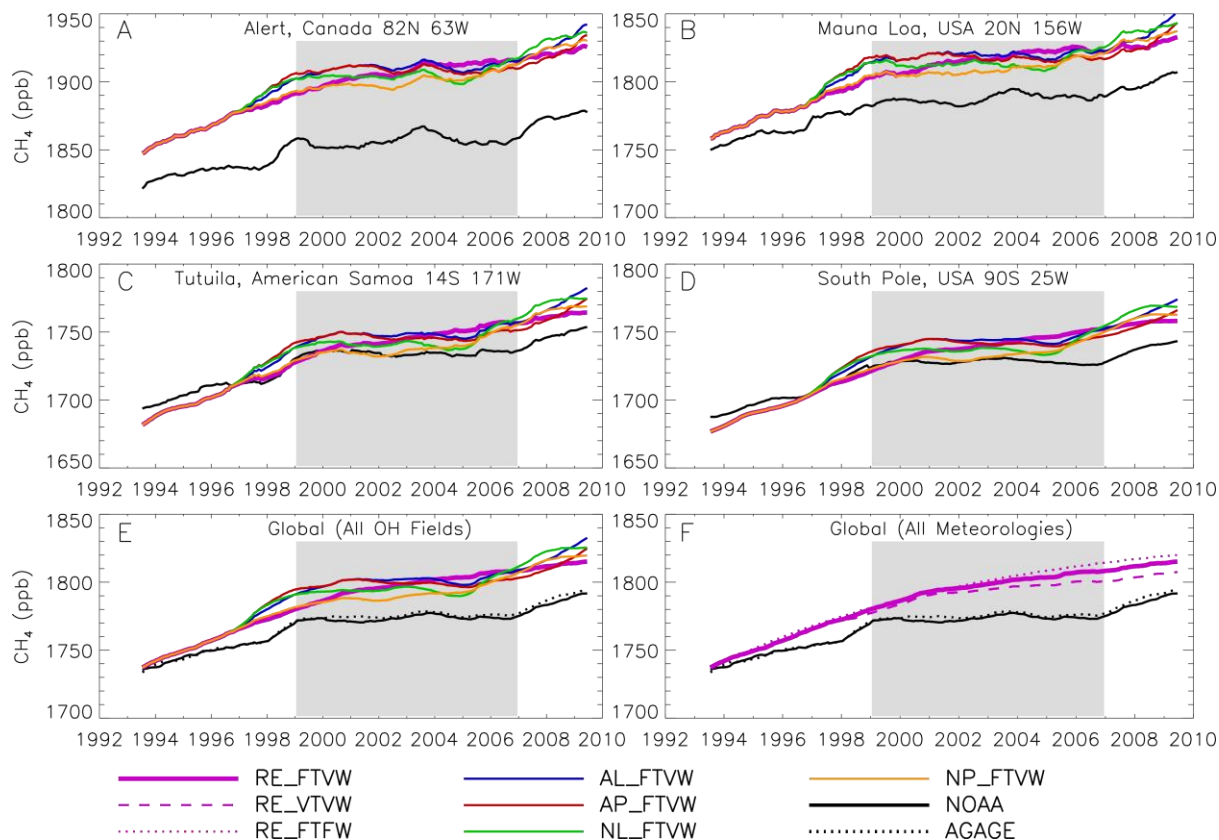 A Alert, Canada 82N 63W
CH₄ (ppb)
1950
1900
1850
1800
1992 1994 1996 1998 2000 2002 2004 2006 2008 2010
B Mauna Loa, USA 20N 156W
1850
1800
1750
1700
1992 1994 1996 1998 2000 2002 2004 2006 2008 2010
C Tutuila, American Samoa 14S 171W
CH₄ (ppb)
1800
1750
1700
1650
1992 1994 1996 1998 2000 2002 2004 2006 2008 2010
D South Pole, USA 90S 25W
1800
1750
1700
1650
1992 1994 1996 1998 2000 2002 2004 2006 2008 2010
E Global (All OH Fields)
CH₄ (ppb)
1850
1800
1750
1700
1992 1994 1996 1998 2000 2002 2004 2006 2008 2010
F Global (All Meteorologies)
1850
1800
1750
1700
1992 1994 1996 1998 2000 2002 2004 2006 2008 2010
RE_FTVW
RE_VTVW
RE_FTFW
AL_FTVW
AP_FTVW
NL_FTVW
NP_FTVW
NOAA
AGAGE